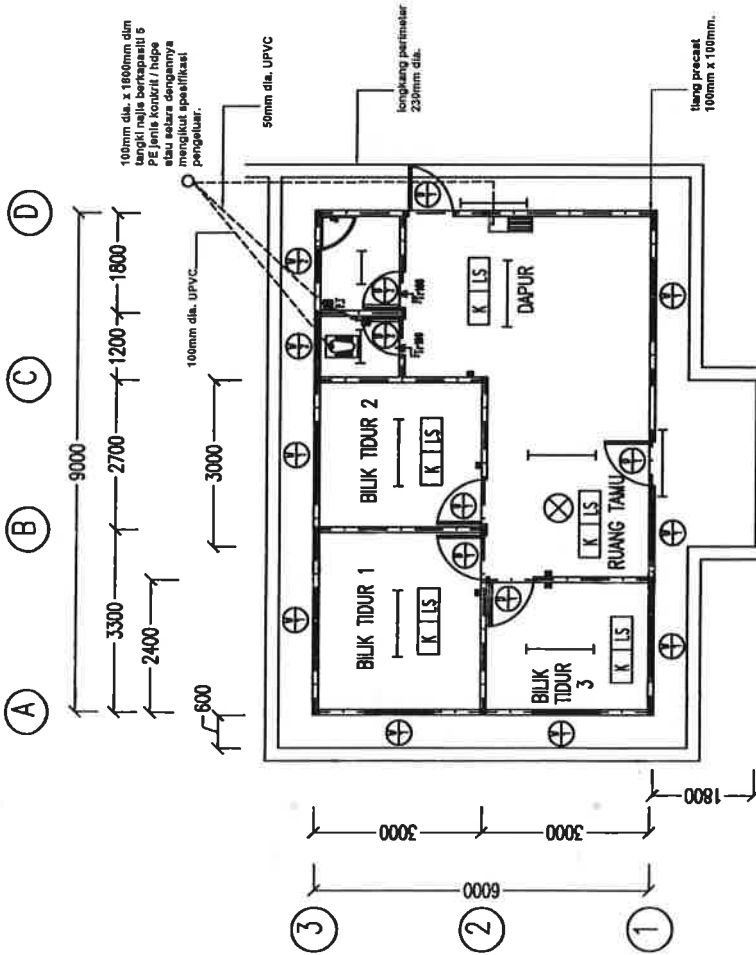 A
B
C
D
9000
3300
2700
1200
1800
2400
3000
600
100mm dia. x 1800mm dlm
tangki najis berkapasiti 5
PE jenis konkrit / hdpe
atau setara dengannya
mengikut spesifikasi
pengeluar.
100mm dia. UPVC
50mm dia. UPVC
longkang perimeter
230mm dia.
tiang precast
100mm x 100mm.
3
2
1
3000
3000
6000
1800
BILIK TIDUR 1
K LS
BILIK TIDUR 2
K LS
BILIK
TIDUR
3
K LS
RUANG TAMU
K LS
DAPUR
K LS